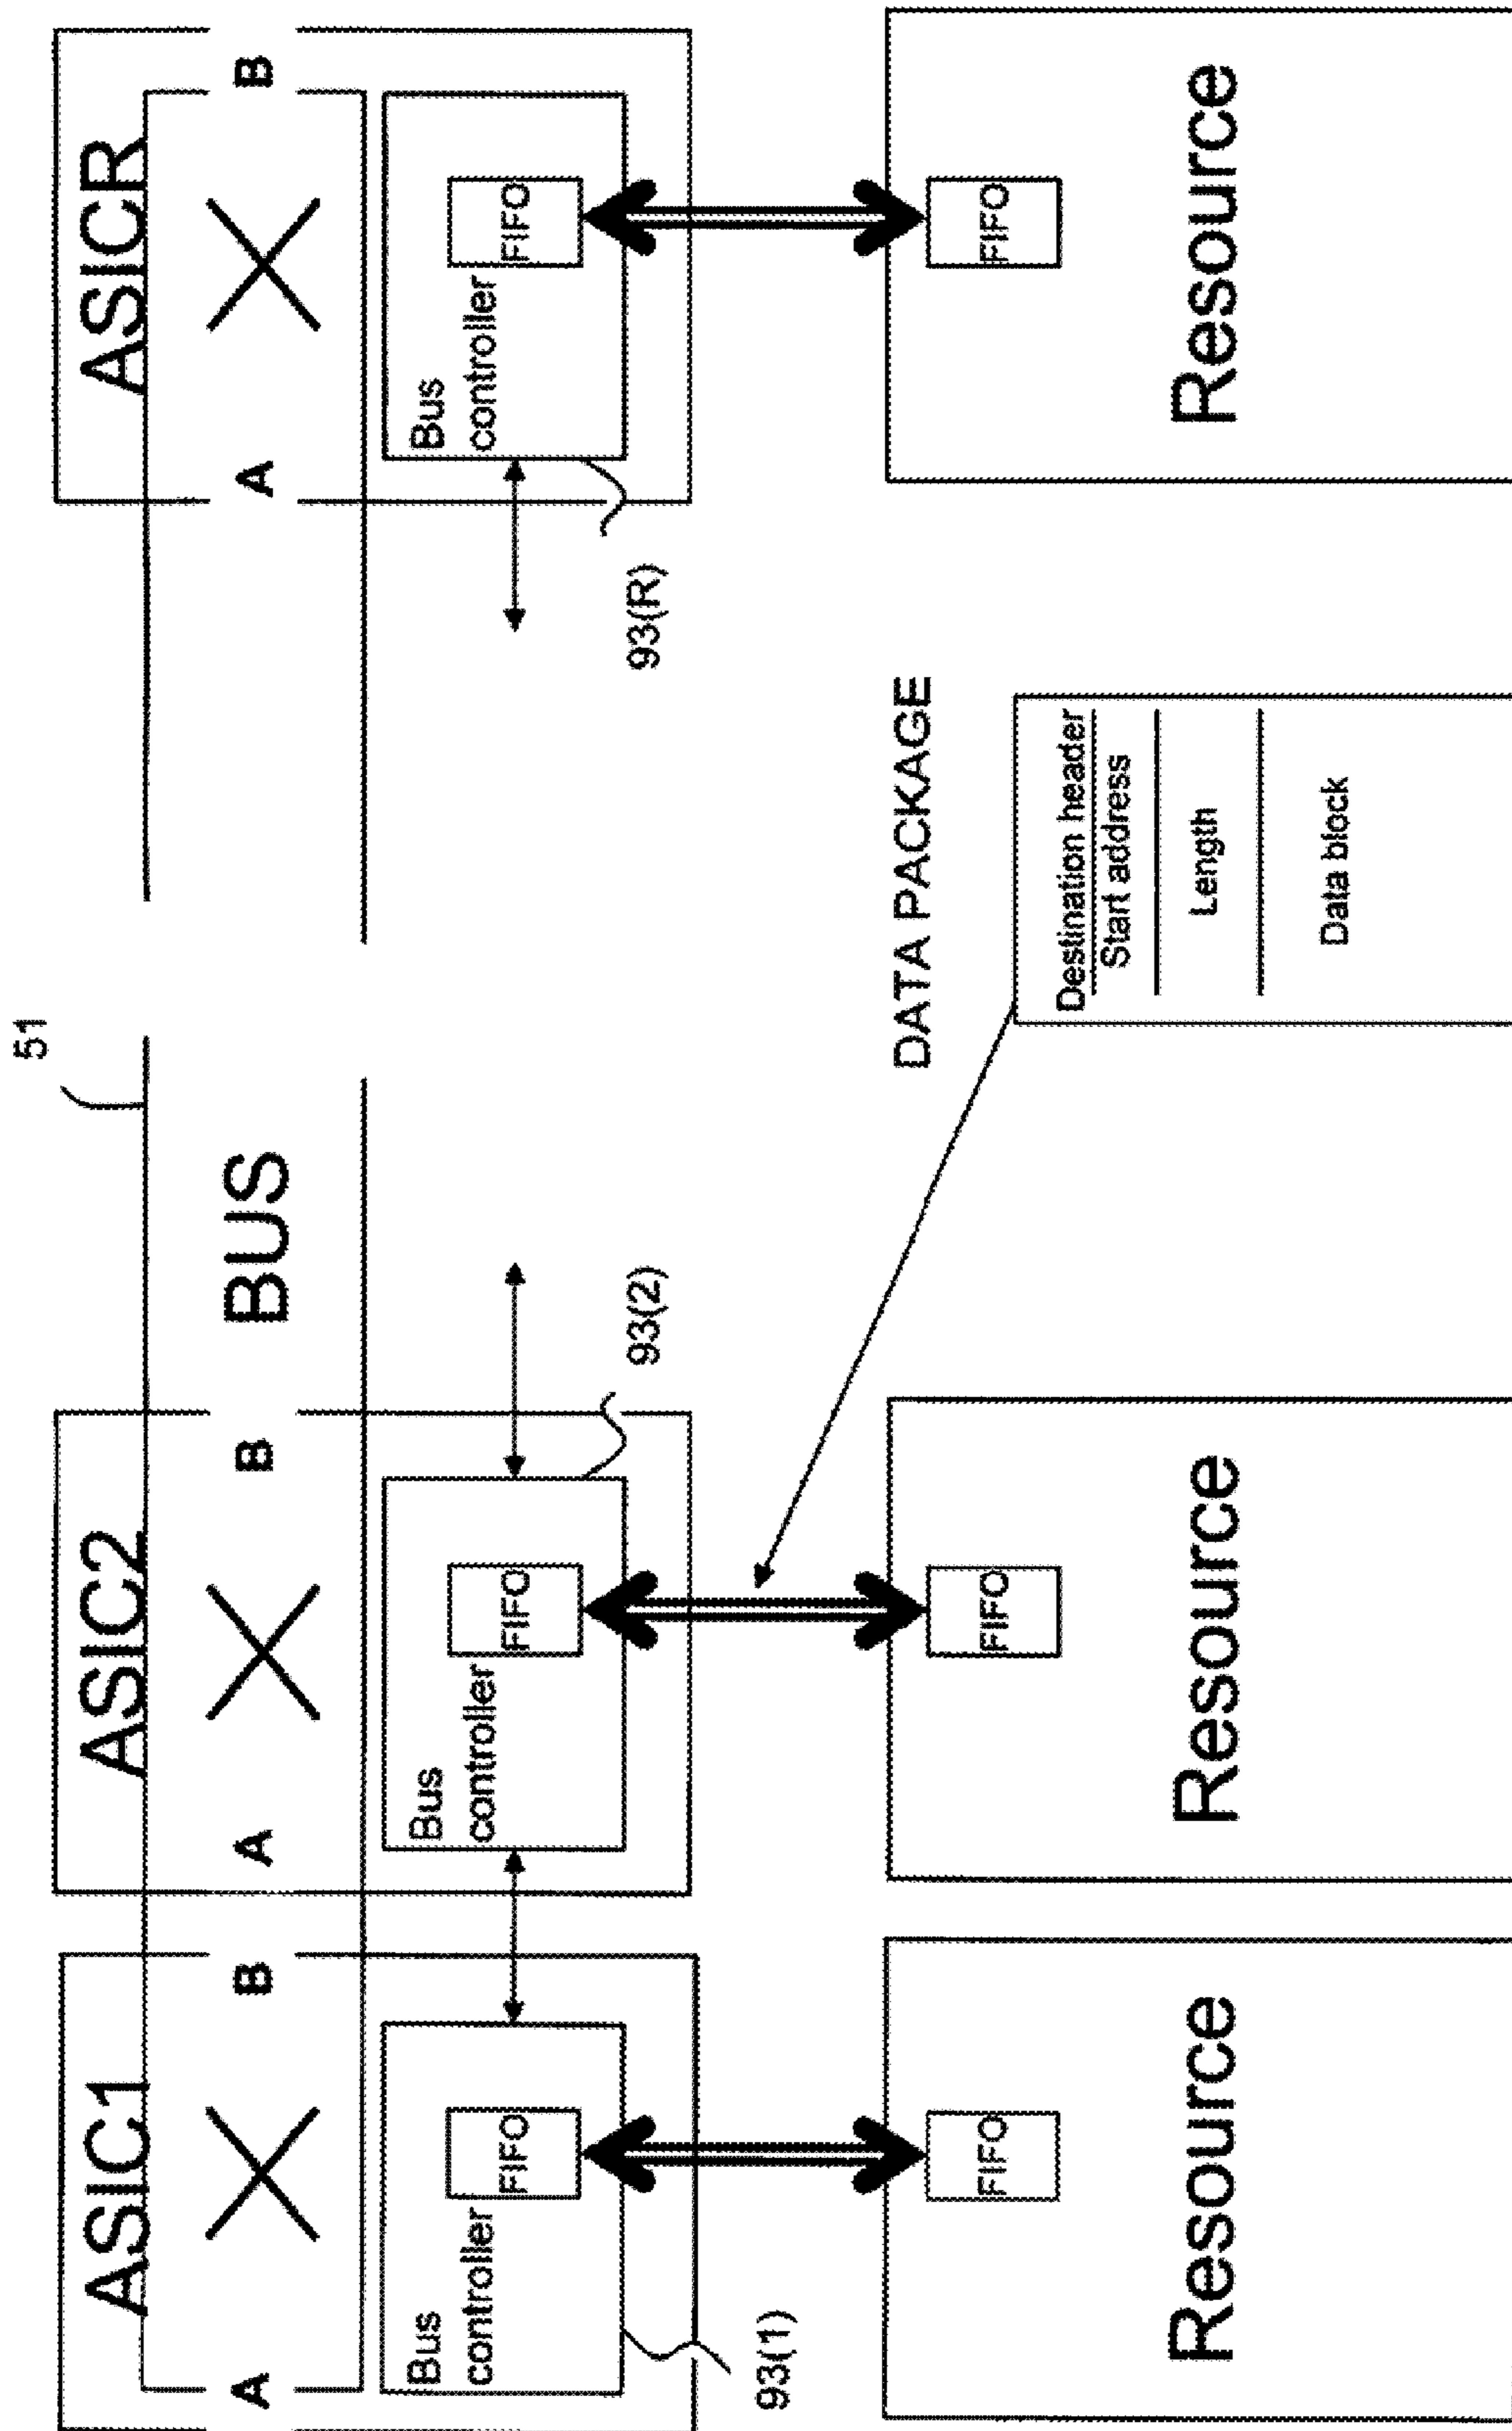 51
ASIC1
ASIC2
ASICR
A
B
A
B
BUS
A
B
Bus
controller
FIFO
Bus
controller
FIFO
Bus
controller
FIFO
93(1)
93(2)
93(R)
DATA PACKAGE
FIFO
FIFO
FIFO
Destination header
Start address
Length
Data block
Resource
Resource
Resource